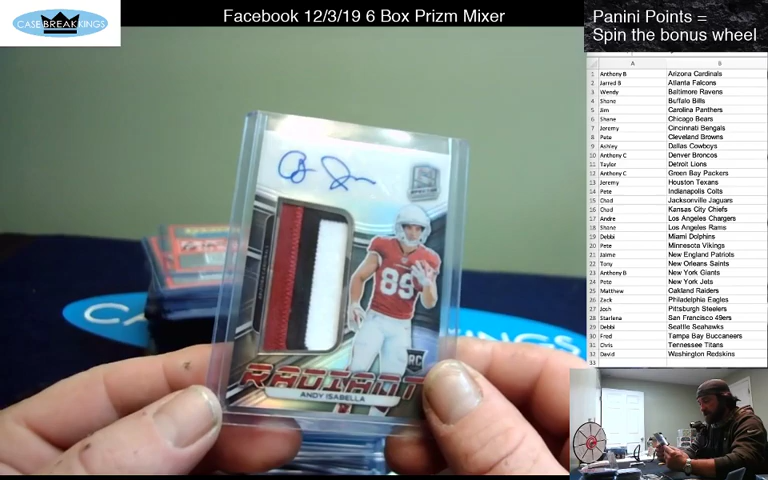 CASE BREAK KINGS
Facebook 12/3/19 6 Box Prizm Mixer
Panini Points =
Spin the bonus wheel
A B
1 Anthony B Arizona Cardinals
2 Jarred B Atlanta Falcons
3 Wendy Baltimore Ravens
4 Shane Buffalo Bills
5 Jim Carolina Panthers
6 Shane Chicago Bears
7 Jeremy Cincinnati Bengals
8 Pete Cleveland Browns
9 Ashley Dallas Cowboys
10 Anthony C Denver Broncos
11 Taylor Detroit Lions
12 Anthony C Green Bay Packers
13 Jeremy Houston Texans
14 Pete Indianapolis Colts
15 Chad Jacksonville Jaguars
16 Chad Kansas City Chiefs
17 Andre Los Angeles Chargers
18 Shane Los Angeles Rams
19 Debbi Miami Dolphins
20 Pete Minnesota Vikings
21 Jaime New England Patriots
22 Tony New Orleans Saints
23 Anthony B New York Giants
24 Pete New York Jets
25 Matthew Oakland Raiders
26 Zack Philadelphia Eagles
27 Josh Pittsburgh Steelers
28 Starlena San Francisco 49ers
29 Debbi Seattle Seahawks
30 Fred Tampa Bay Buccaneers
31 Chris Tennessee Titans
32 David Washington Redskins
33
89
RC
RADIANT
ANDY ISABELLA
CA
KINGS